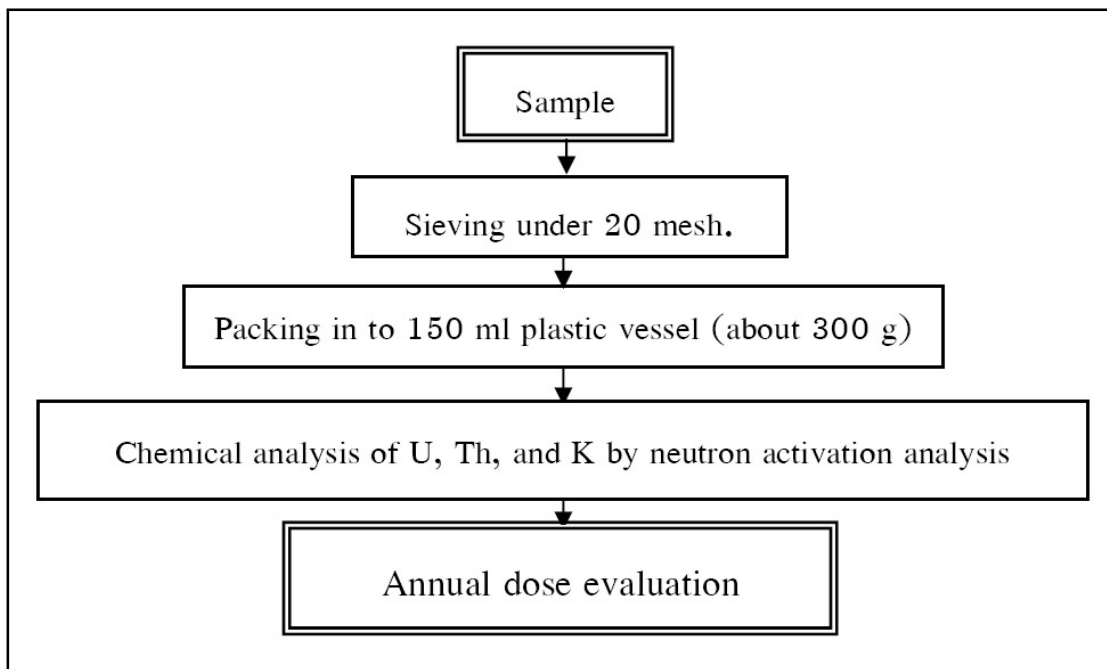 Sample
Sieving under 20 mesh.
Packing in to 150 ml plastic vessel (about 300 g)
Chemical analysis of U, Th, and K by neutron activation analysis
Annual dose evaluation